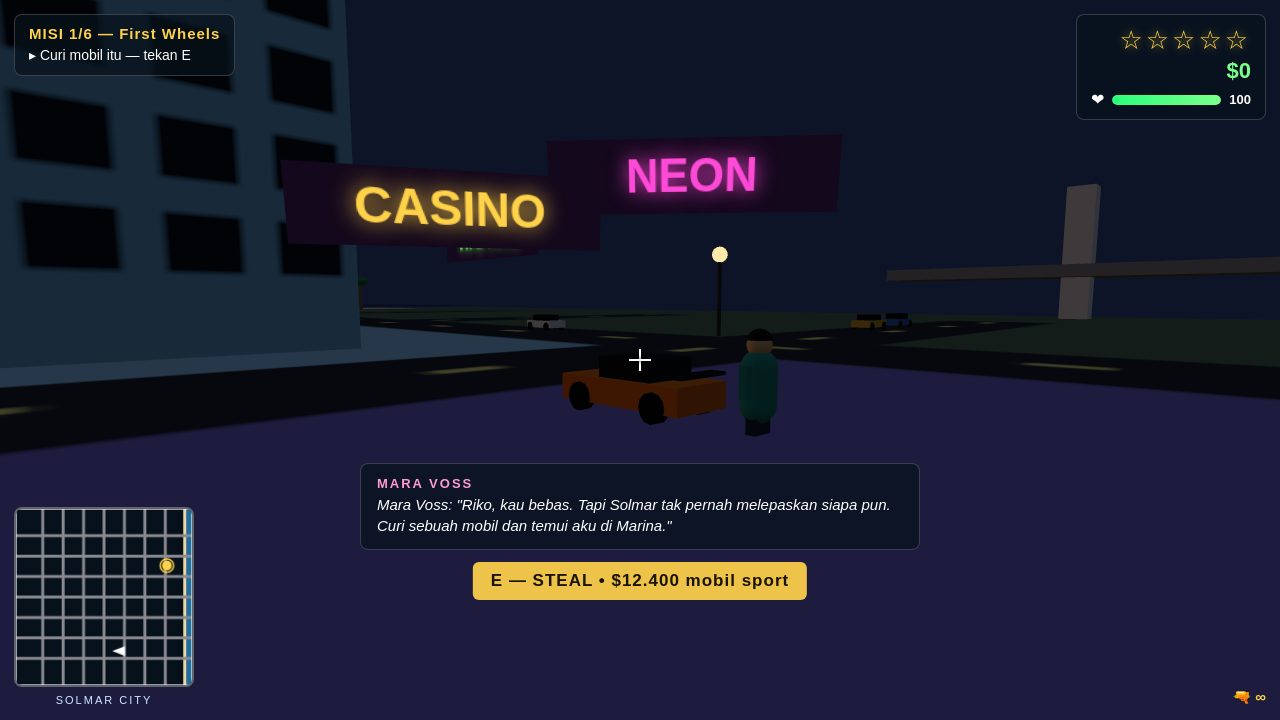 MISI 1/6 — First Wheels
▸ Curi mobil itu — tekan E
☆☆☆☆☆
$0
❤ 100
CASINO
NEON
MARA VOSS
Mara Voss: "Riko, kau bebas. Tapi Solmar tak pernah melepaskan siapa pun.
Curi sebuah mobil dan temui aku di Marina."
E — STEAL • $12.400 mobil sport
SOLMAR CITY
🔫 ∞